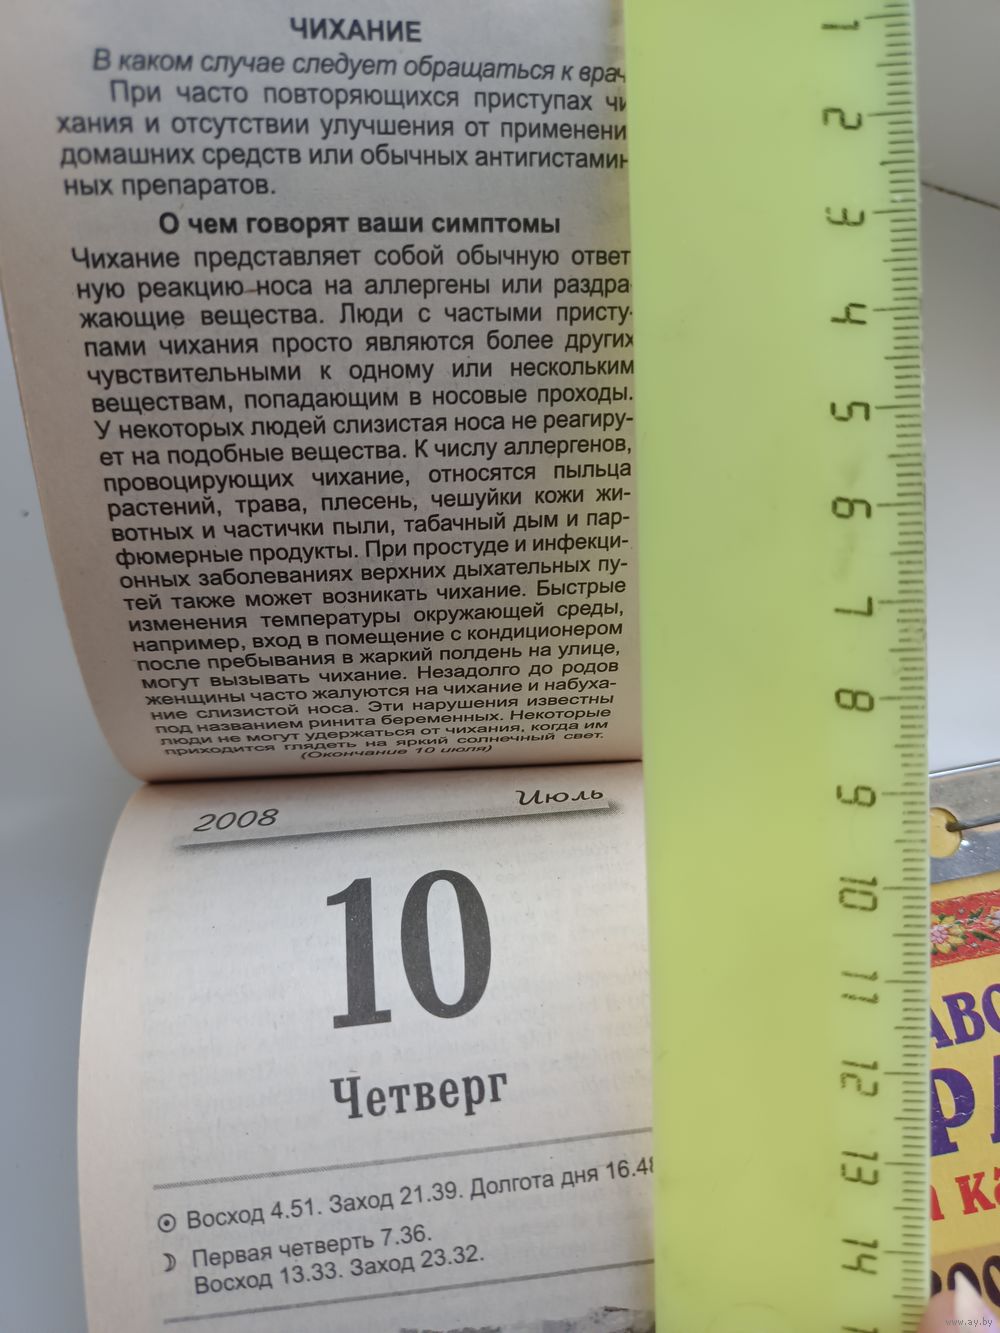 ЧИХАНИЕ
В каком случае следует обращаться к врач
При часто повторяющихся приступах чи
хания и отсутствии улучшения от применени
домашних средств или обычных антигистамин
ных препаратов.
О чем говорят ваши симптомы
Чихание представляет собой обычную ответ
ную реакцию носа на аллергены или раздра-
жающие вещества. Люди с частыми присту-
пами чихания просто являются более других
чувствительными к одному или нескольким
веществам, попадающим в носовые проходы.
У некоторых людей слизистая носа не реагиру-
ет на подобные вещества. К числу аллергенов,
провоцирующих чихание, относятся пыльца
растений, трава, плесень, чешуйки кожи жи-
вотных и частички пыли, табачный дым и пар-
фюмерные продукты. При простуде и инфекци-
онных заболеваниях верхних дыхательных пу-
тей также может возникать чихание. Быстрые
изменения температуры окружающей среды,
например, вход в помещение с кондиционером
после пребывания в жаркий полдень на улице,
могут вызывать чихание. Незадолго до родов
женщины часто жалуются на чихание и набуха-
ние слизистой носа. Эти нарушения известны
под названием ринита беременных. Некоторые
люди не могут удержаться от чихания, когда им
приходится глядеть на яркий солнечный свет.
(Окончание 10 июля)
2008 Июль
10
Четверг
Восход 4.51. Заход 21.39. Долгота дня 16.48
Первая четверть 7.36.
Восход 13.33. Заход 23.32.
1
2
3
4
5
6
7
8
9
10
11
12
13
14
www.ay.by